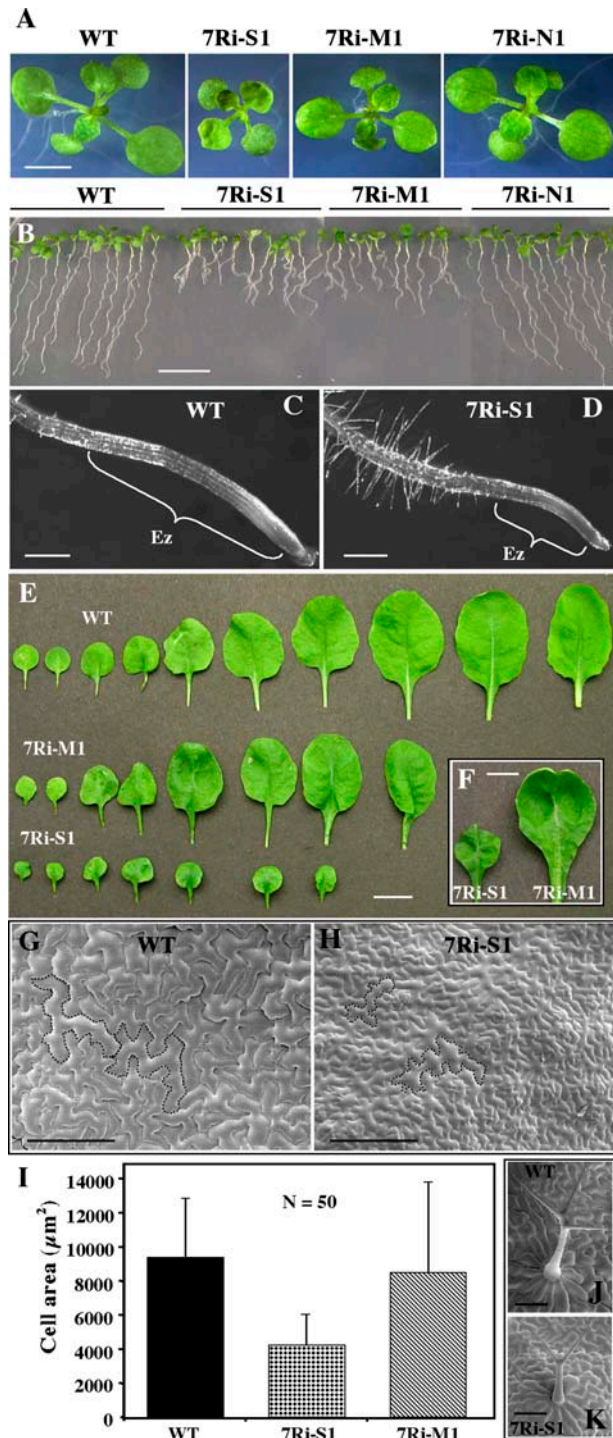 A
WT 7Ri-S1 7Ri-M1 7Ri-N1
WT 7Ri-S1 7Ri-M1 7Ri-N1
B
WT C
Ez
7Ri-S1 D
Ez
E
WT
7Ri-M1
7Ri-S1
F
7Ri-S1 7Ri-M1
G WT
H 7Ri-S1
I
Cell area (μm²)
14000
12000
10000
8000
6000
4000
2000
0
N = 50
WT 7Ri-S1 7Ri-M1
WT
J
K
7Ri-S1